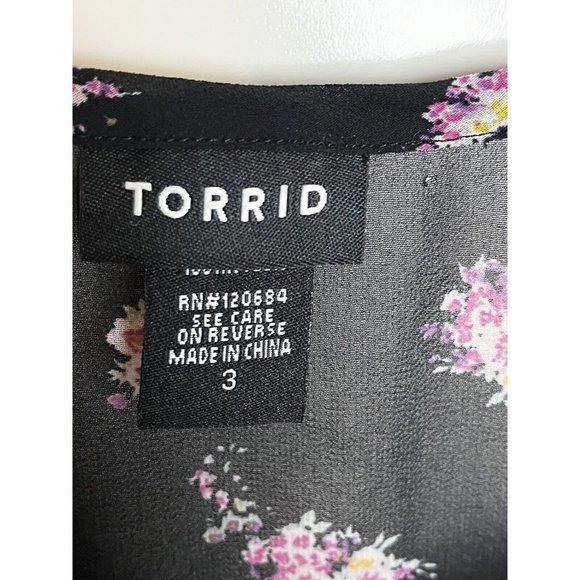 TORRID
RN#120684
SEE CARE
ON REVERSE
MADE IN CHINA
3